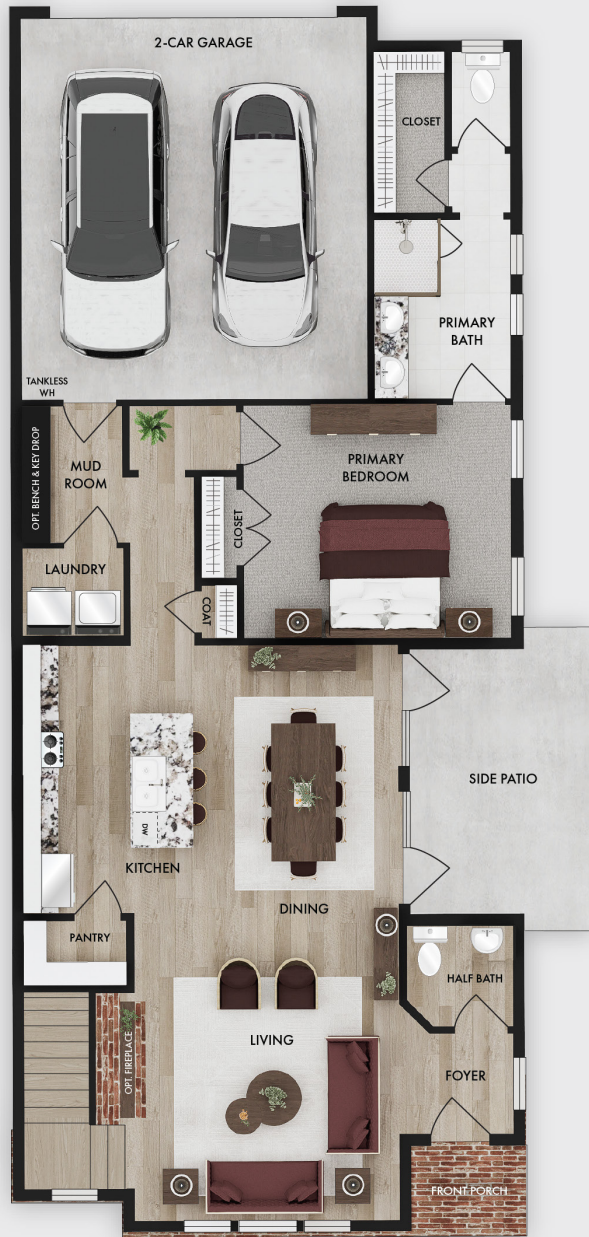 2-CAR GARAGE
CLOSET
PRIMARY
BATH
TANKLESS
WH
OPT. BENCH & KEY DROP
MUD
ROOM
PRIMARY
BEDROOM
CLOSET
LAUNDRY
COAT
SIDE PATIO
DW
KITCHEN
DINING
PANTRY
HALF BATH
LIVING
OPT. FIREPLACE
FOYER
FRONT PORCH